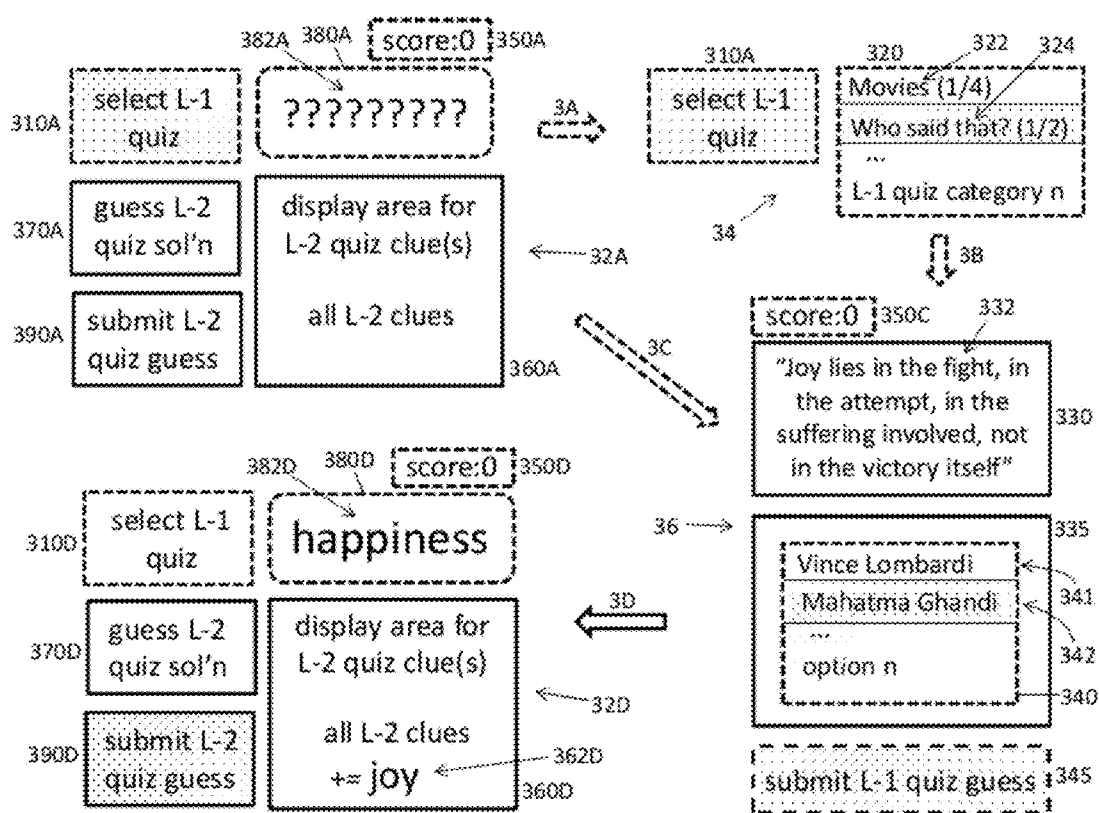 382A
380A
score:0
350A
select L-1
quiz
310A
?????????
3A
310A
select L-1
quiz
320
322
324
Movies (1/4)
Who said that? (1/2)
...
L-1 quiz category n
34
guess L-2
quiz sol'n
370A
display area for
L-2 quiz clue(s)
all L-2 clues
32A
360A
submit L-2
quiz guess
390A
3B
3C
score:0
350C
332
"Joy lies in the fight, in
the attempt, in the
suffering involved, not
in the victory itself"
330
36
335
Vince Lombardi
Mahatma Ghandi
...
option n
341
342
340
submit L-1 quiz guess
345
3D
382D
380D
score:0
350D
select L-1
quiz
310D
happiness
guess L-2
quiz sol'n
370D
display area for
L-2 quiz clue(s)
all L-2 clues
+= joy
32D
362D
360D
submit L-2
quiz guess
390D